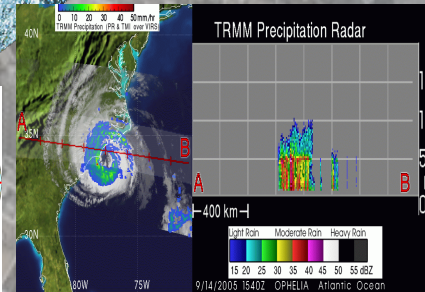 0 10 20 30 40 50mm/hr
TRMM Precipitation (PR & TMI over VIRS)
40N
35N
30N
A
B
80W
75W
TRMM Precipitation Radar
5
0
A
B
400 km
Light Rain Moderate Rain Heavy Rain
15 20 25 30 35 40 45 50 55 dBZ
9/14/2005 1540Z OPHELIA Atlantic Ocean